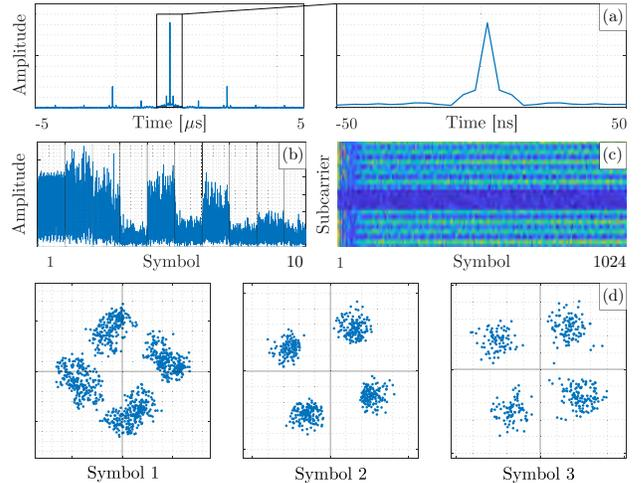 Amplitude
(a)
-5
Time [μs]
5
-50
Time [ns]
50
Amplitude
(b)
Subcarrier
(c)
1
Symbol
10
1
Symbol
1024
(d)
Symbol 1
Symbol 2
Symbol 3